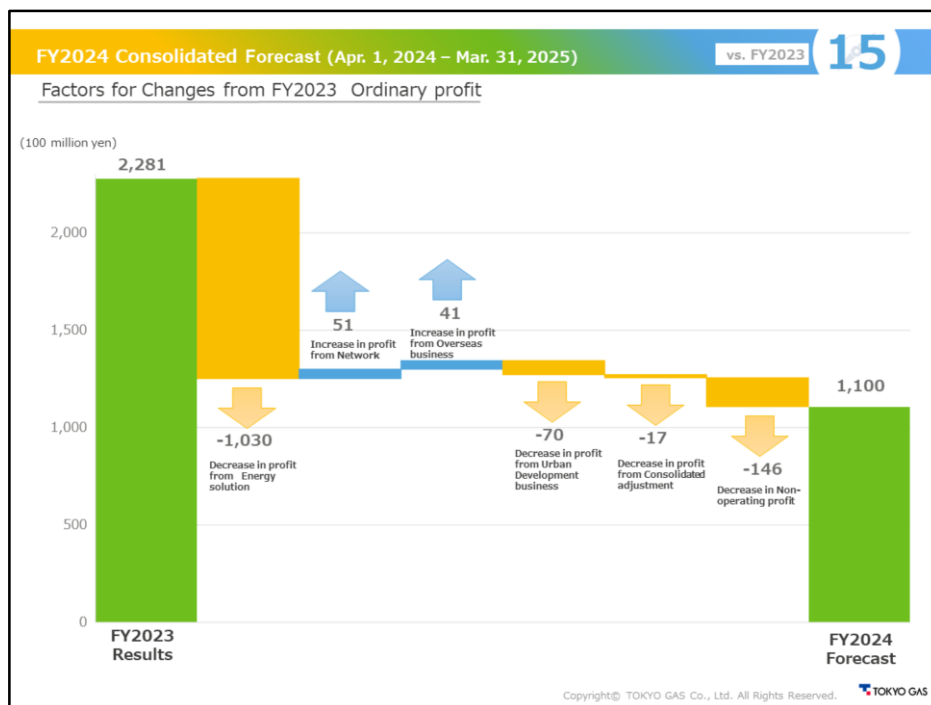 FY2024 Consolidated Forecast (Apr. 1, 2024 – Mar. 31, 2025)
vs. FY2023
15
Factors for Changes from FY2023 Ordinary profit
(100 million yen)
2,281
2,000
1,500
1,000
500
0
51
Increase in profit
from Network
41
Increase in profit
from Overseas
business
-1,030
Decrease in profit
from Energy
solution
-70
Decrease in profit
from Urban
Development
business
-17
Decrease in profit
from Consolidated
adjustment
-146
Decrease in Non-
operating profit
1,100
FY2023
Results
FY2024
Forecast
Copyright© TOKYO GAS Co., Ltd. All Rights Reserved.
TOKYO GAS